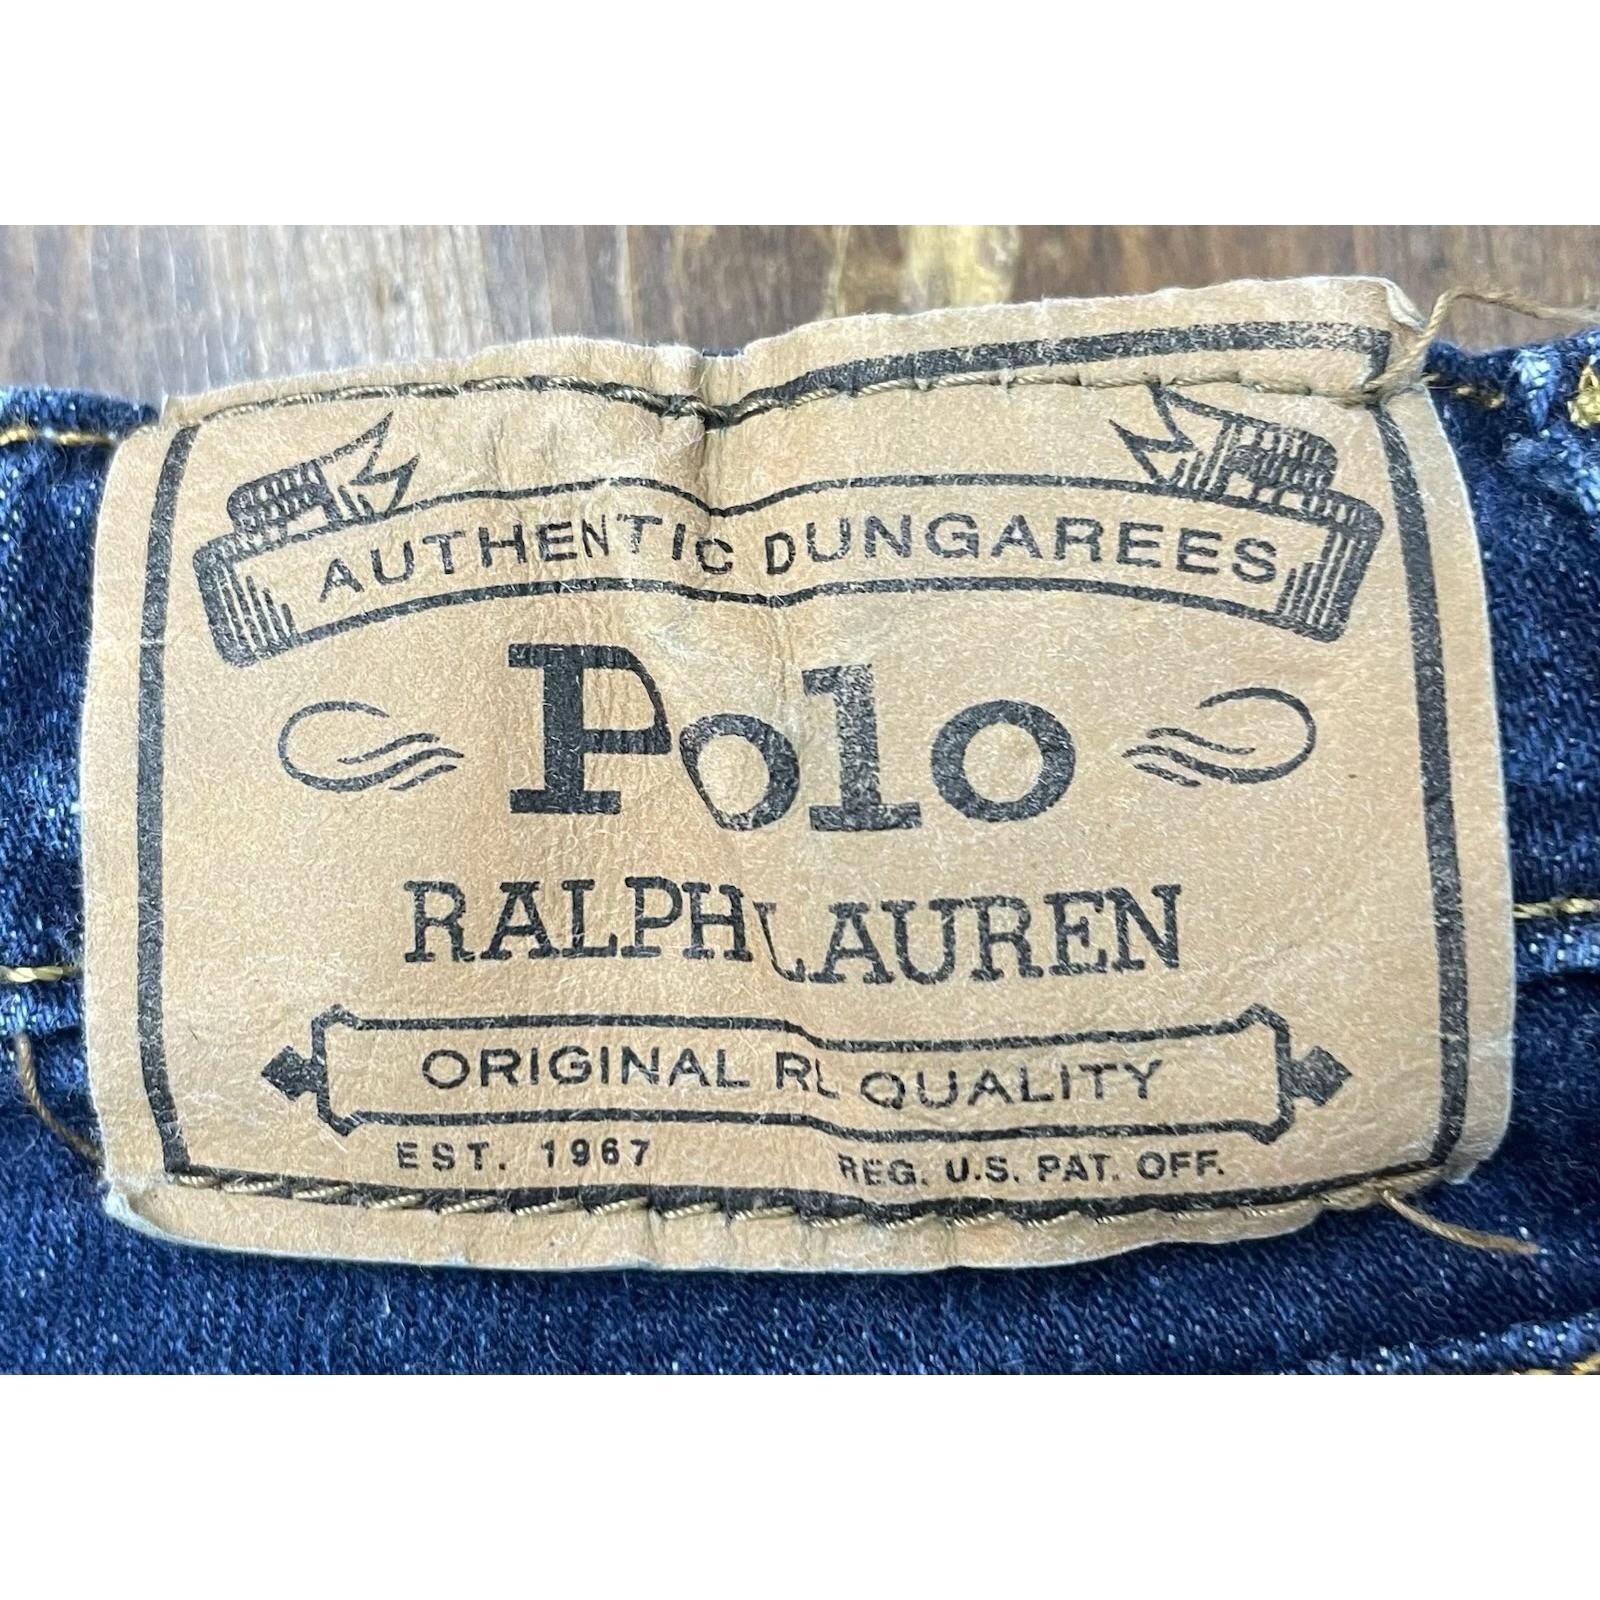 AUTHENTIC DUNGAREES
Polo
RALPH LAUREN
ORIGINAL RL QUALITY
EST. 1967 REG. U.S. PAT. OFF.